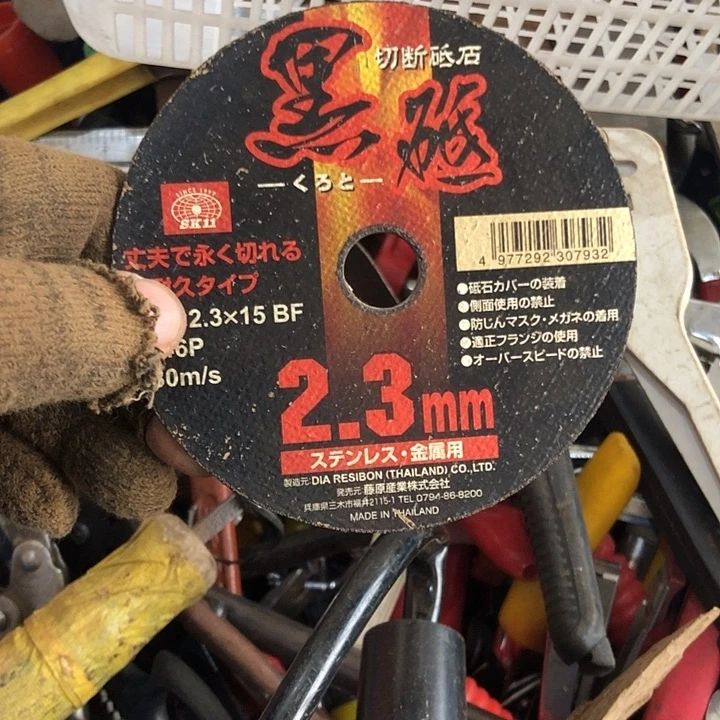 切断砥石
黒砥
くろと
SINCE 1997
SK11
丈夫で永く切れる
久タイプ
2.3×15 BF
6P
80m/s
4 977292 307932
●砥石カバーの装着
●側面使用の禁止
●防じんマスク・メガネの着用
●適正フランジの使用
●オーバースピードの禁止
2.3mm
ステンレス・金属用
製造元:DIA RESIBON (THAILAND) CO.,LTD.
発売元:藤原産業株式会社
兵庫県三木市福井2115-1 TEL 0794-86-8200
MADE IN THAILAND